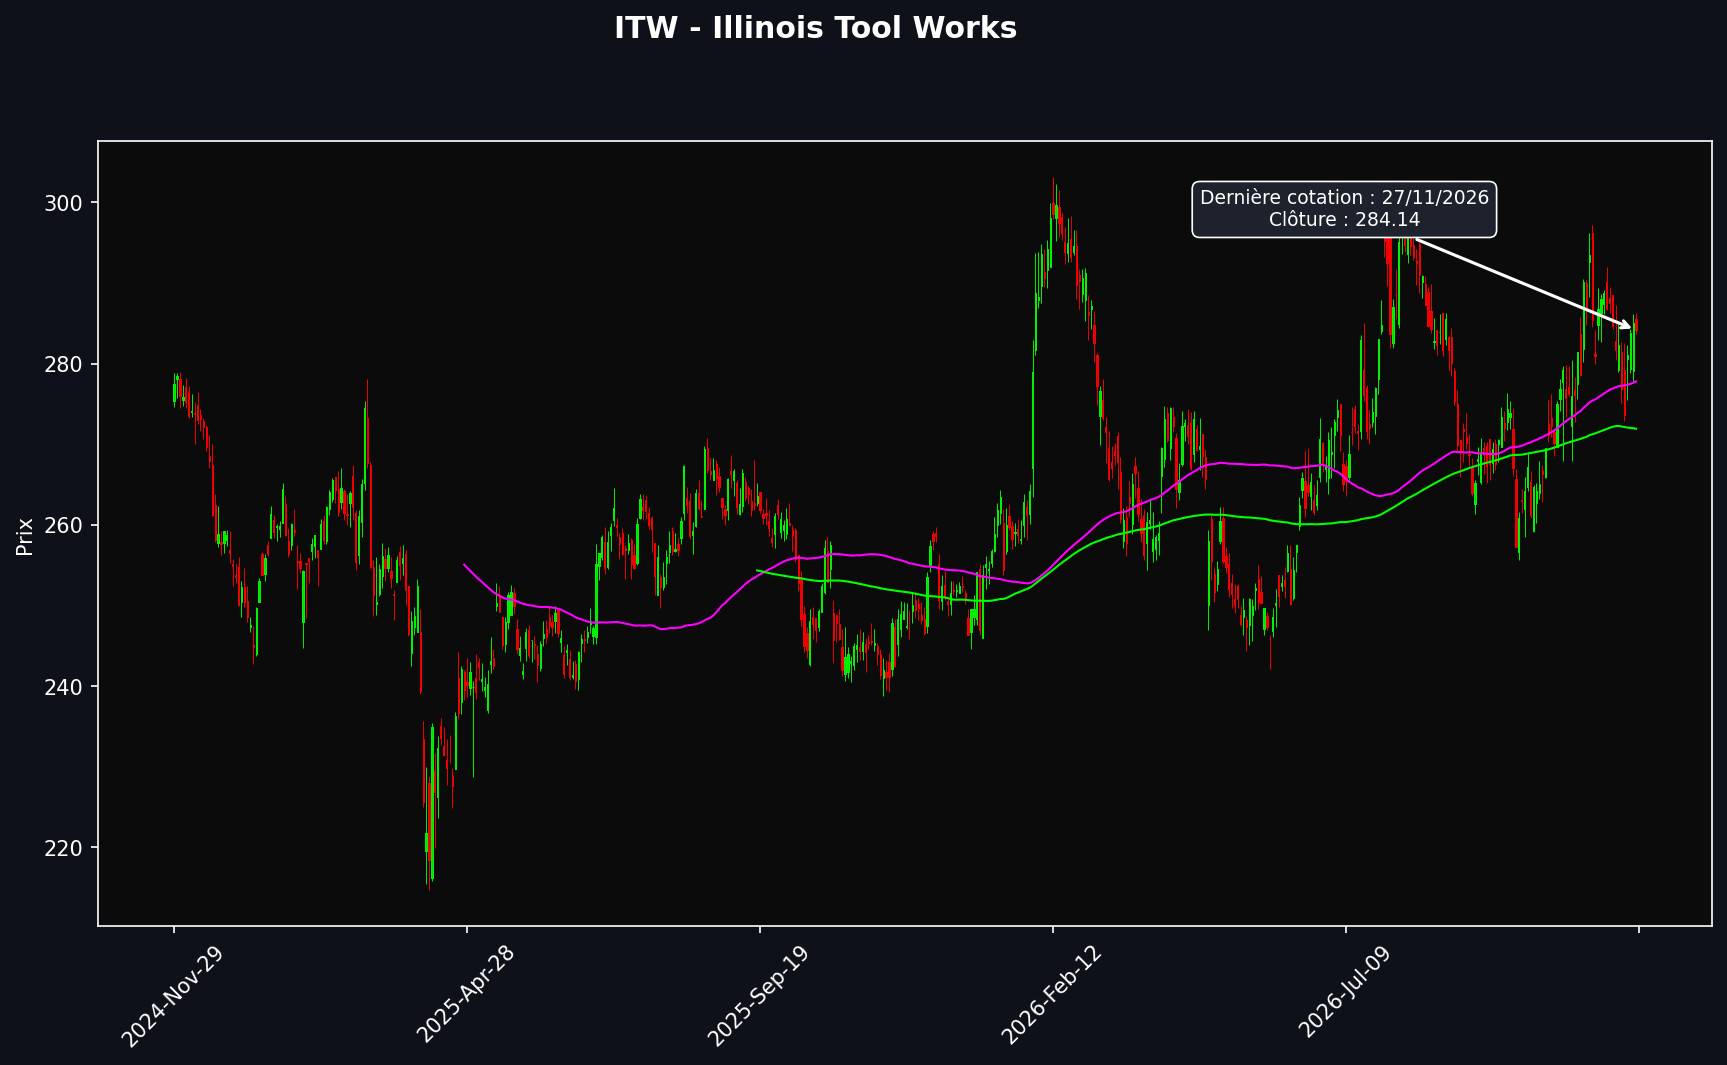 ITW - Illinois Tool Works
Dernière cotation : 27/11/2026
Clôture : 284.14
Prix
300
280
260
240
220
2024-Nov-29
2025-Apr-28
2025-Sep-19
2026-Feb-12
2026-Jul-09